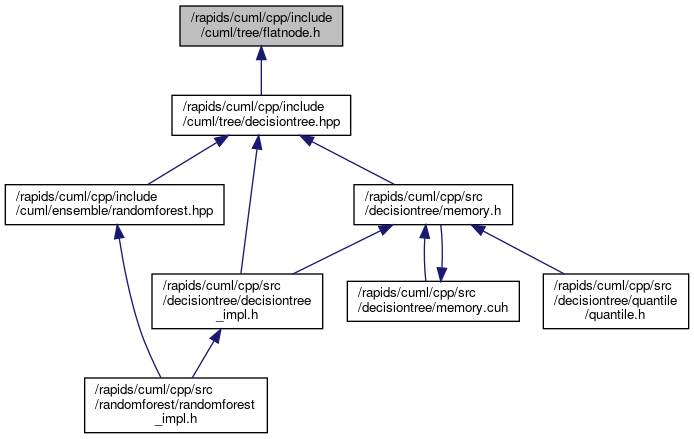 /rapids/cuml/cpp/include
/cuml/tree/flatnode.h
/rapids/cuml/cpp/include
/cuml/tree/decisiontree.hpp
/rapids/cuml/cpp/include
/cuml/ensemble/randomforest.hpp
/rapids/cuml/cpp/src
/decisiontree/memory.h
/rapids/cuml/cpp/src
/decisiontree/decisiontree
_impl.h
/rapids/cuml/cpp/src
/decisiontree/memory.cuh
/rapids/cuml/cpp/src
/decisiontree/quantile
/quantile.h
/rapids/cuml/cpp/src
/randomforest/randomforest
_impl.h